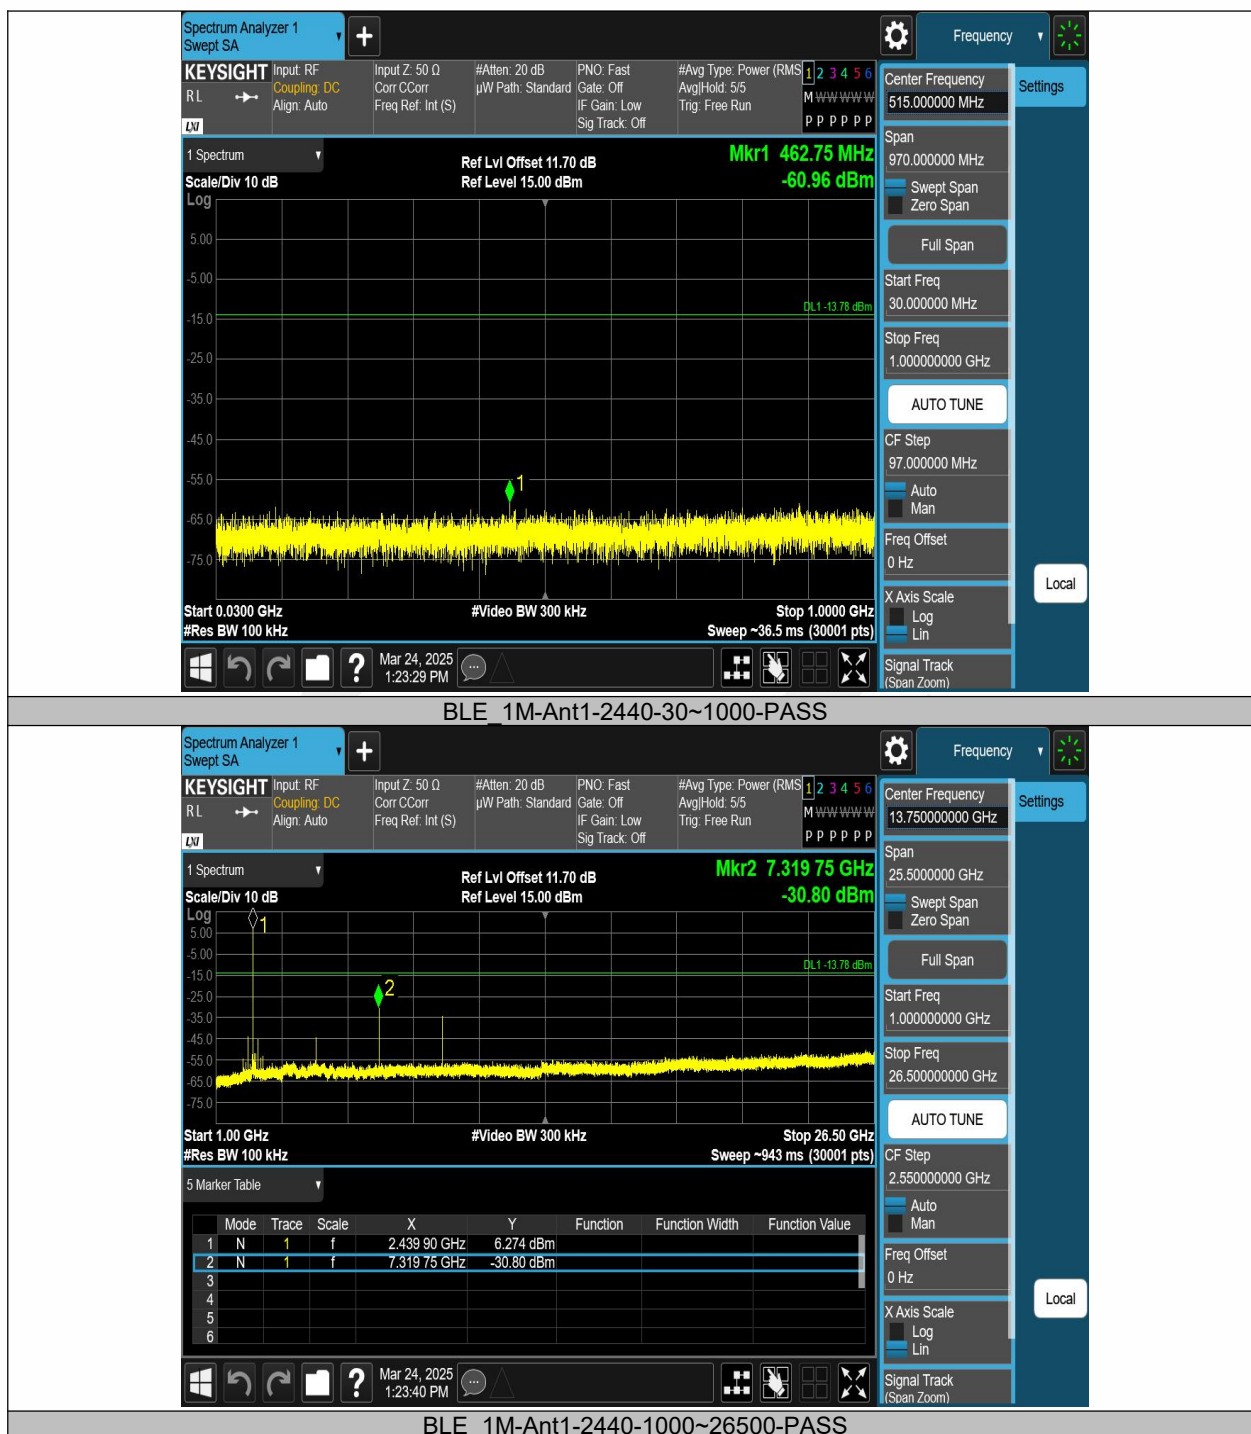 Spectrum Analyzer 1
Swept SA
Frequency
KEYSIGHT
RL
LXI
Input: RF
Coupling: DC
Align: Auto
Input Z: 50 Ω
Corr CCorr
Freq Ref: Int (S)
#Atten: 20 dB
µW Path: Standard
PNO: Fast
Gate: Off
IF Gain: Low
Sig Track: Off
#Avg Type: Power (RMS
Avg|Hold: 5/5
Trig: Free Run
1 2 3 4 5 6
M W W W W W
P P P P P P
Center Frequency
515.000000 MHz
Settings
1 Spectrum
Scale/Div 10 dB
Log
Ref Lvl Offset 11.70 dB
Ref Level 15.00 dBm
Mkr1 462.75 MHz
-60.96 dBm
Span
970.000000 MHz
Swept Span
Zero Span
Full Span
Start Freq
30.000000 MHz
Stop Freq
1.000000000 GHz
AUTO TUNE
CF Step
97.000000 MHz
Auto
Man
Freq Offset
0 Hz
X Axis Scale
Log
Lin
Signal Track
(Span Zoom)
Local
5.00
-5.00
DL1 -13.78 dBm
-15.0
-25.0
-35.0
-45.0
-55.0
1
-65.0
-75.0
Start 0.0300 GHz
#Video BW 300 kHz
Stop 1.0000 GHz
#Res BW 100 kHz
Sweep ~36.5 ms (30001 pts)
?
Mar 24, 2025
1:23:29 PM
BLE_1M-Ant1-2440-30~1000-PASS
Spectrum Analyzer 1
Swept SA
Frequency
KEYSIGHT
RL
LXI
Input: RF
Coupling: DC
Align: Auto
Input Z: 50 Ω
Corr CCorr
Freq Ref: Int (S)
#Atten: 20 dB
µW Path: Standard
PNO: Fast
Gate: Off
IF Gain: Low
Sig Track: Off
#Avg Type: Power (RMS
Avg|Hold: 5/5
Trig: Free Run
1 2 3 4 5 6
M W W W W W
P P P P P P
Center Frequency
13.750000000 GHz
Settings
1 Spectrum
Scale/Div 10 dB
Log
Ref Lvl Offset 11.70 dB
Ref Level 15.00 dBm
Mkr2 7.319 75 GHz
-30.80 dBm
Span
25.5000000 GHz
Swept Span
Zero Span
Full Span
Start Freq
1.000000000 GHz
Stop Freq
26.500000000 GHz
AUTO TUNE
CF Step
2.550000000 GHz
Auto
Man
Freq Offset
0 Hz
X Axis Scale
Log
Lin
Signal Track
(Span Zoom)
Local
1
5.00
-5.00
DL1 -13.78 dBm
-15.0
2
-25.0
-35.0
-45.0
-55.0
-65.0
-75.0
Start 1.00 GHz
#Video BW 300 kHz
Stop 26.50 GHz
#Res BW 100 kHz
Sweep ~943 ms (30001 pts)
5 Marker Table
Mode Trace Scale X Y Function Function Width Function Value
1 N 1 f 2.439 90 GHz 6.274 dBm
2 N 1 f 7.319 75 GHz -30.80 dBm
3
4
5
6
?
Mar 24, 2025
1:23:40 PM
BLE_1M-Ant1-2440-1000~26500-PASS